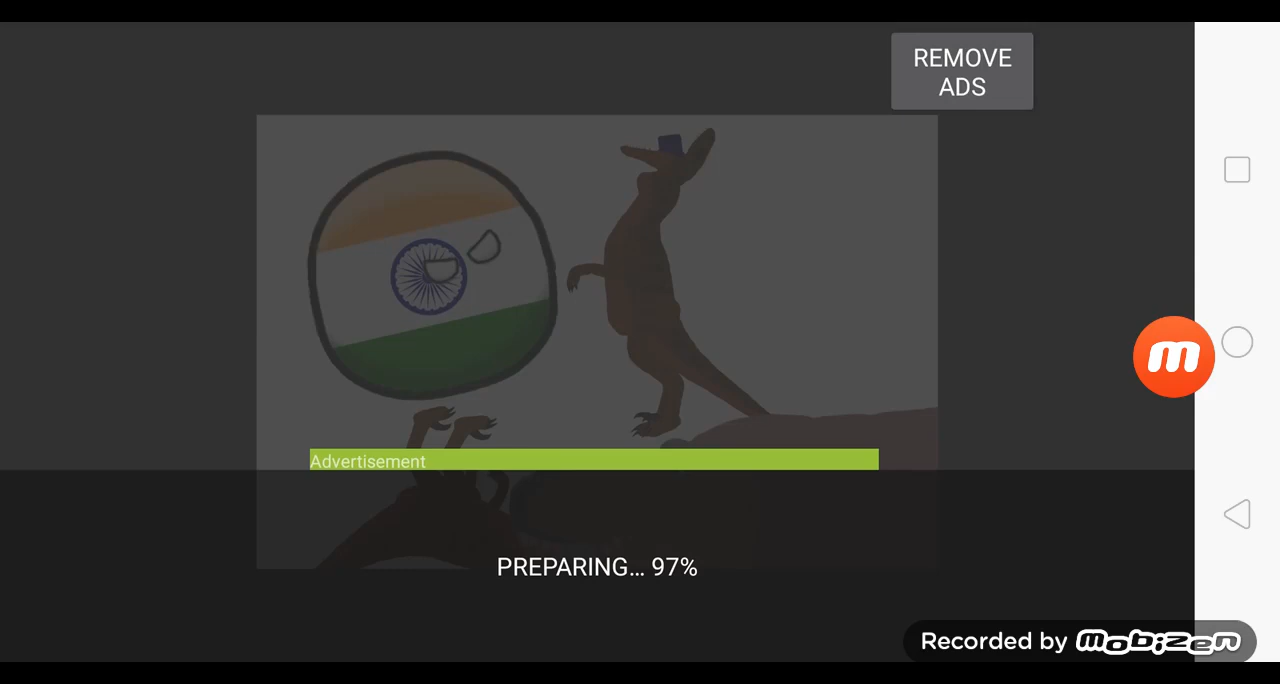 REMOVE
ADS
Advertisement
PREPARING... 97%
Recorded by MOBIZEN